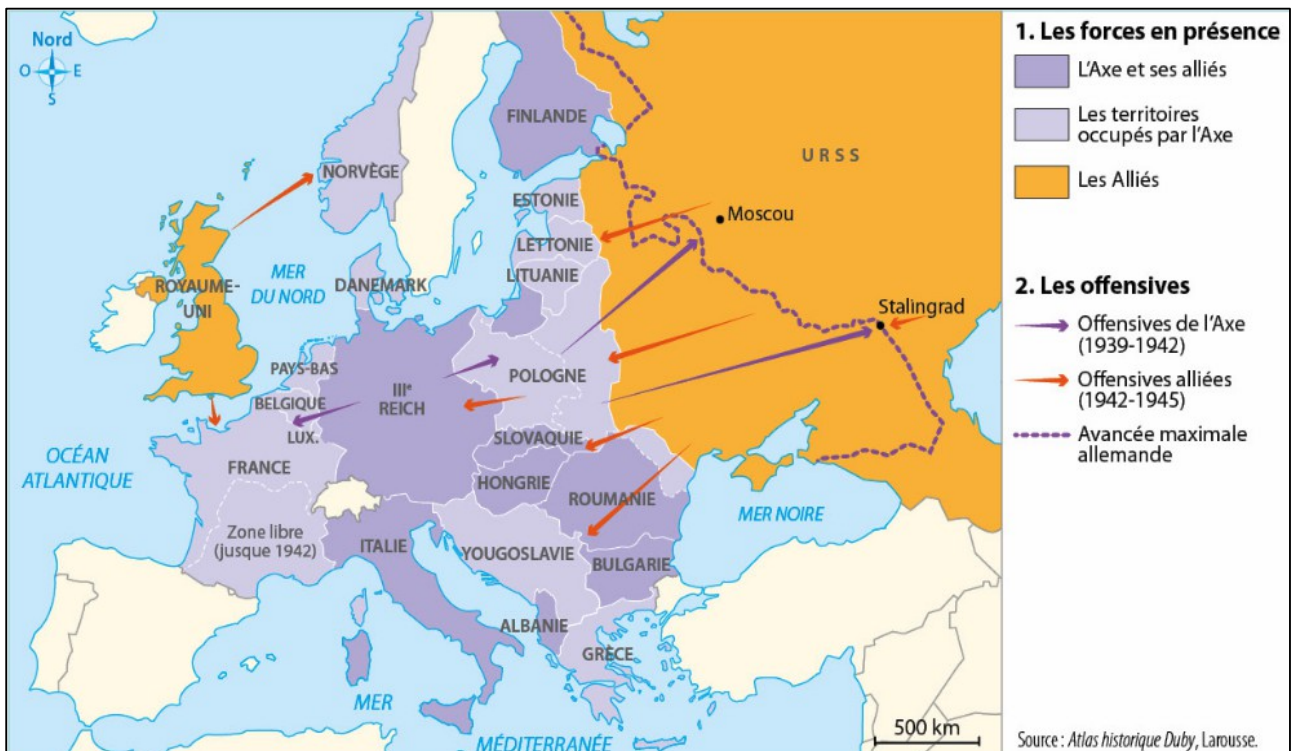 Nord
O E
S
FINLANDE
NORVÈGE
URSS
ESTONIE
Moscou
LETTONIE
MER
DU NORD
DANEMARK
LITUANIE
ROYAUME-
UNI
Stalingrad
PAYS-BAS
POLOGNE
IIIe
REICH
BELGIQUE
LUX.
SLOVAQUIE
OCÉAN
ATLANTIQUE
FRANCE
HONGRIE
ROUMANIE
MER NOIRE
Zone libre
(jusque 1942)
ITALIE
YOUGOSLAVIE
BULGARIE
ALBANIE
GRÈCE
MER
MÉDITERRANÉE
500 km
1. Les forces en présence
L'Axe et ses alliés
Les territoires
occupés par l'Axe
Les Alliés
2. Les offensives
Offensives de l'Axe
(1939-1942)
Offensives alliées
(1942-1945)
Avancée maximale
allemande
Source : Atlas historique Duby, Larousse.